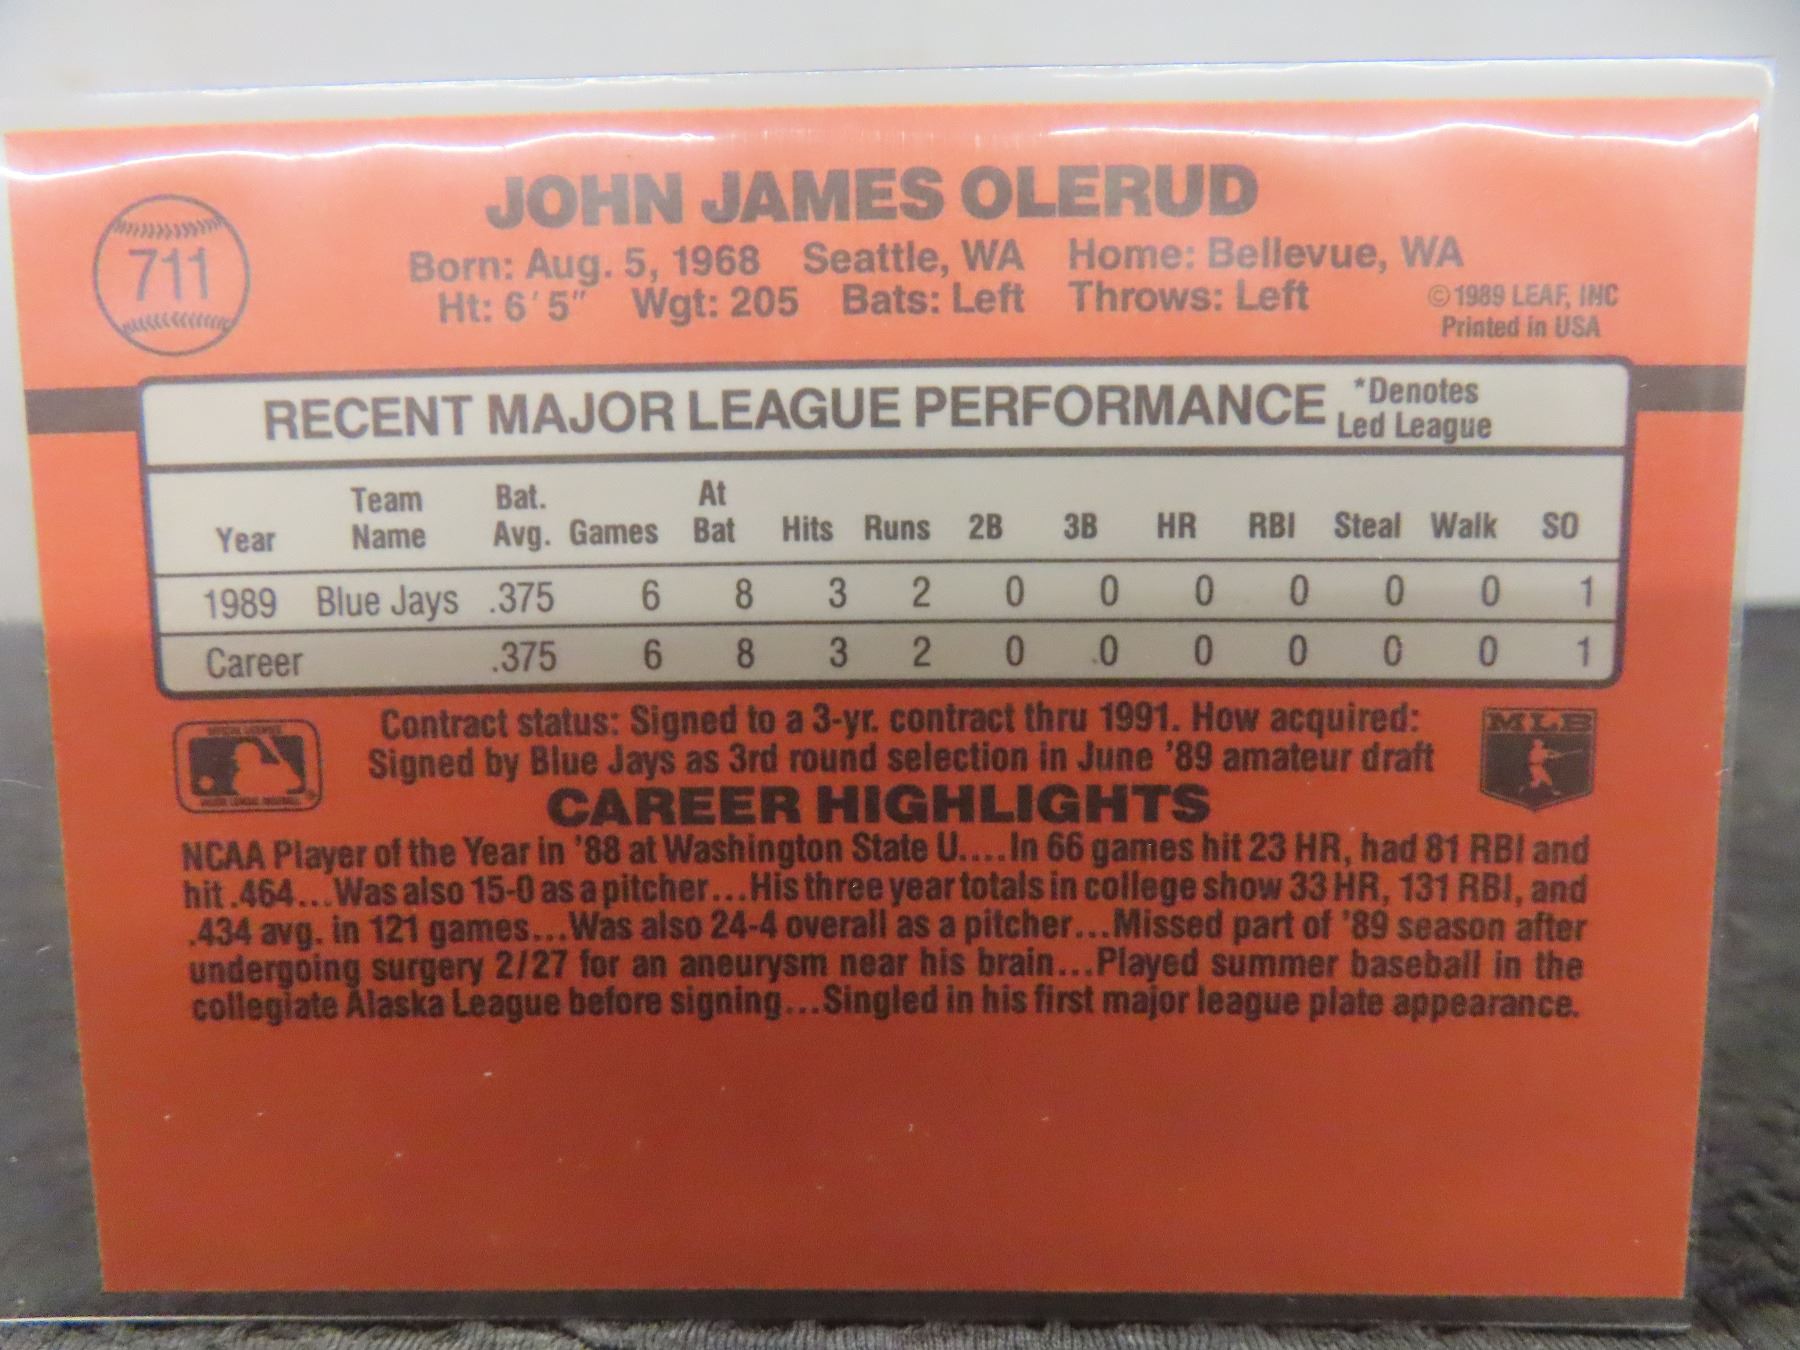 711
JOHN JAMES OLERUD
Born: Aug. 5, 1968 Seattle, WA Home: Bellevue, WA
Ht: 6'5" Wgt: 205 Bats: Left Throws: Left
©1989 LEAF, INC
Printed in USA
RECENT MAJOR LEAGUE PERFORMANCE *Denotes
Led League
Year Team Name Bat. Avg. Games At Bat Hits Runs 2B 3B HR RBI Steal Walk SO
1989 Blue Jays .375 6 8 3 2 0 0 0 0 0 0 1
Career .375 6 8 3 2 0 .0 0 0 0 0 1
Contract status: Signed to a 3-yr. contract thru 1991. How acquired:
Signed by Blue Jays as 3rd round selection in June '89 amateur draft
MLB
CAREER HIGHLIGHTS
NCAA Player of the Year in '88 at Washington State U....In 66 games hit 23 HR, had 81 RBI and
hit .464...Was also 15-0 as a pitcher...His three year totals in college show 33 HR, 131 RBI, and
.434 avg. in 121 games...Was also 24-4 overall as a pitcher...Missed part of '89 season after
undergoing surgery 2/27 for an aneurysm near his brain...Played summer baseball in the
collegiate Alaska League before signing...Singled in his first major league plate appearance.